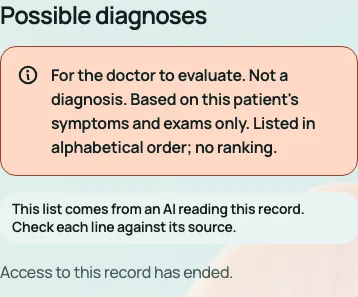 Possible diagnoses
For the doctor to evaluate. Not a
diagnosis. Based on this patient's
symptoms and exams only. Listed in
alphabetical order; no ranking.
This list comes from an AI reading this record.
Check each line against its source.
Access to this record has ended.